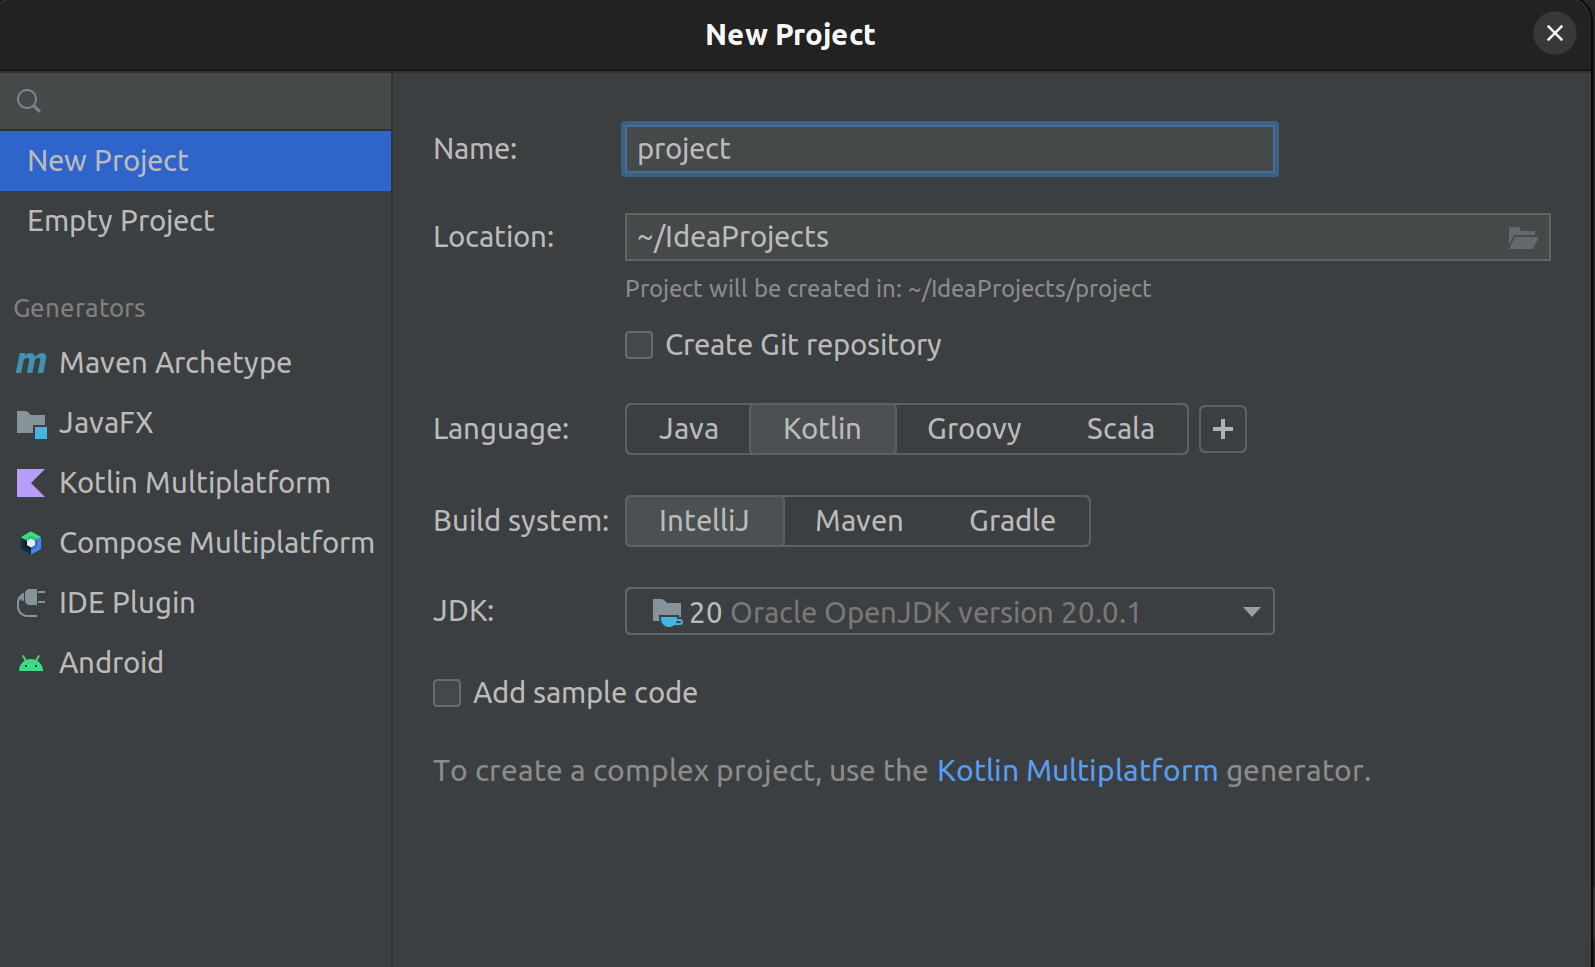 New Project
New Project
Empty Project
Generators
Maven Archetype
JavaFX
Kotlin Multiplatform
Compose Multiplatform
IDE Plugin
Android
Name: project
Location: ~/IdeaProjects
Project will be created in: ~/IdeaProjects/project
Create Git repository
Language: Java Kotlin Groovy Scala +
Build system: IntelliJ Maven Gradle
JDK: 20 Oracle OpenJDK version 20.0.1
Add sample code
To create a complex project, use the Kotlin Multiplatform generator.